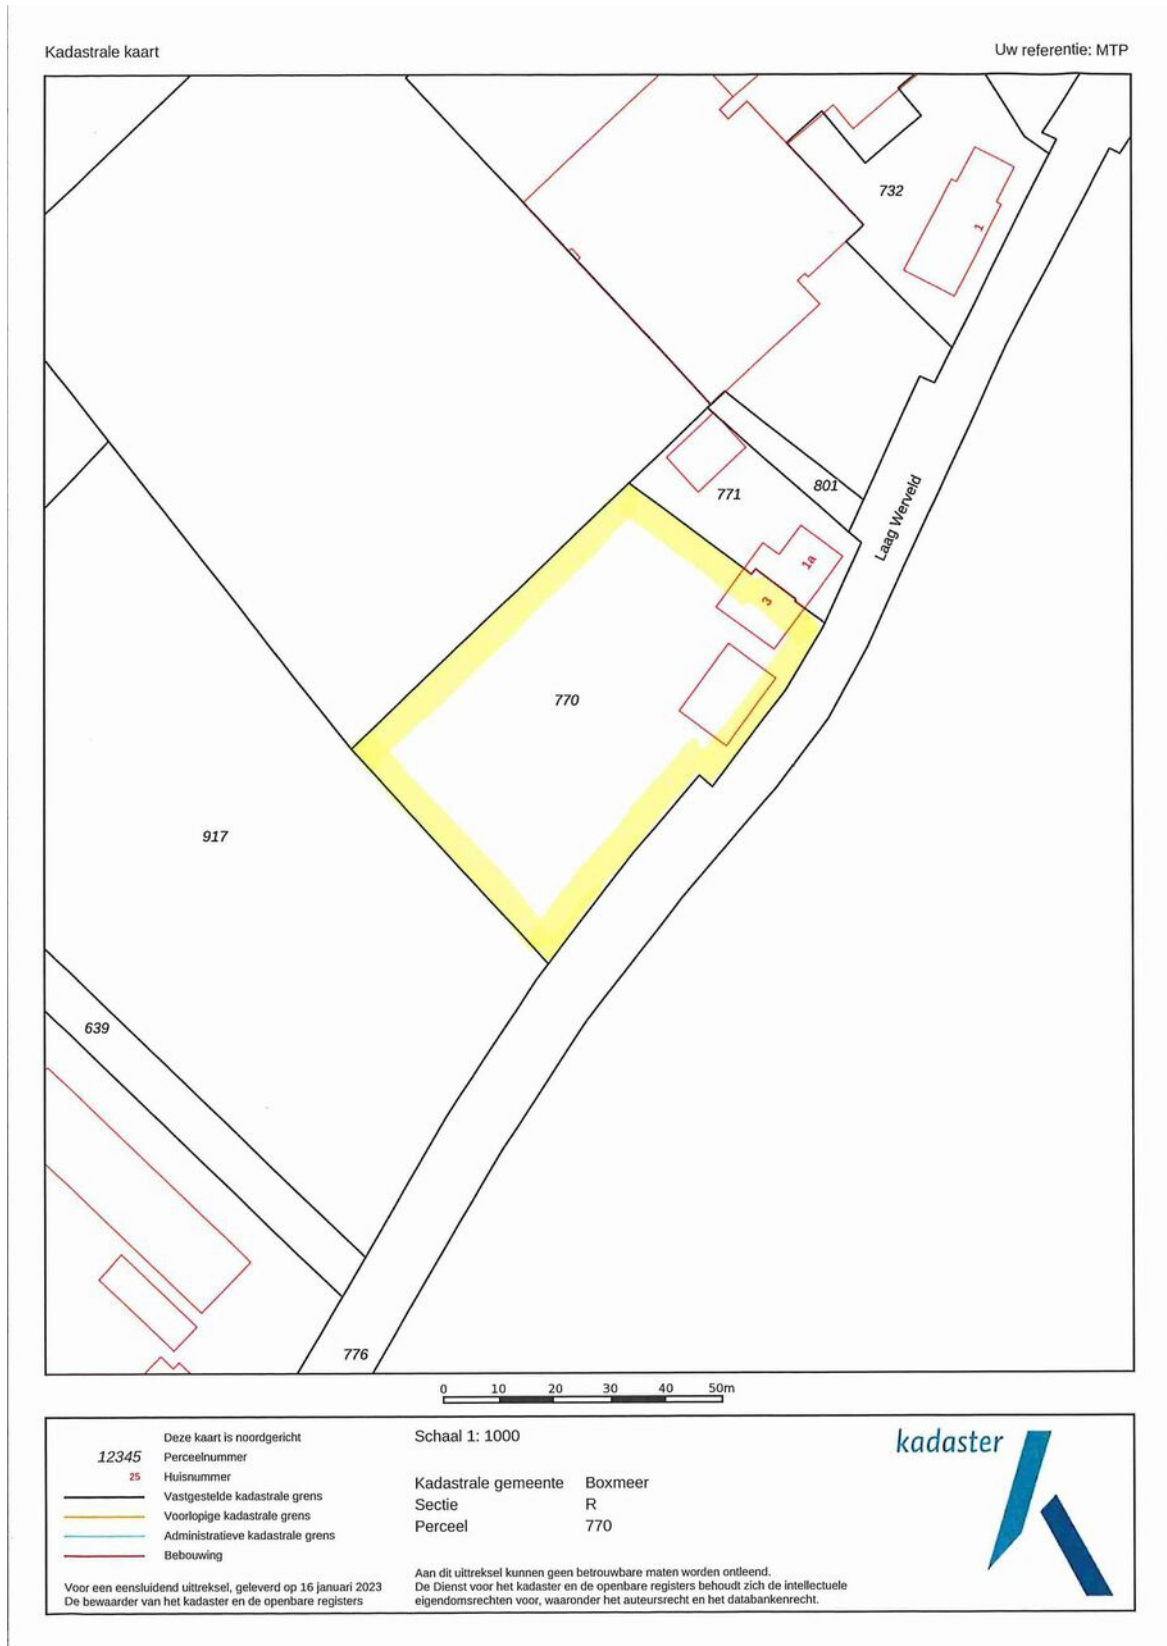 Kadastrale kaart
Uw referentie: MTP
732
1
801
771
Laag Werveld
1a
3
770
917
639
776
0 10 20 30 40 50m
Deze kaart is noordgericht
12345 Perceelnummer
25 Huisnummer
Vastgestelde kadastrale grens
Voorlopige kadastrale grens
Administratieve kadastrale grens
Bebouwing
Voor een eensluidend uittreksel, geleverd op 16 januari 2023
De bewaarder van het kadaster en de openbare registers
Schaal 1: 1000
Kadastrale gemeente Boxmeer
Sectie R
Perceel 770
Aan dit uittreksel kunnen geen betrouwbare maten worden ontleend.
De Dienst voor het kadaster en de openbare registers behoudt zich de intellectuele
eigendomsrechten voor, waaronder het auteursrecht en het databankenrecht.
kadaster